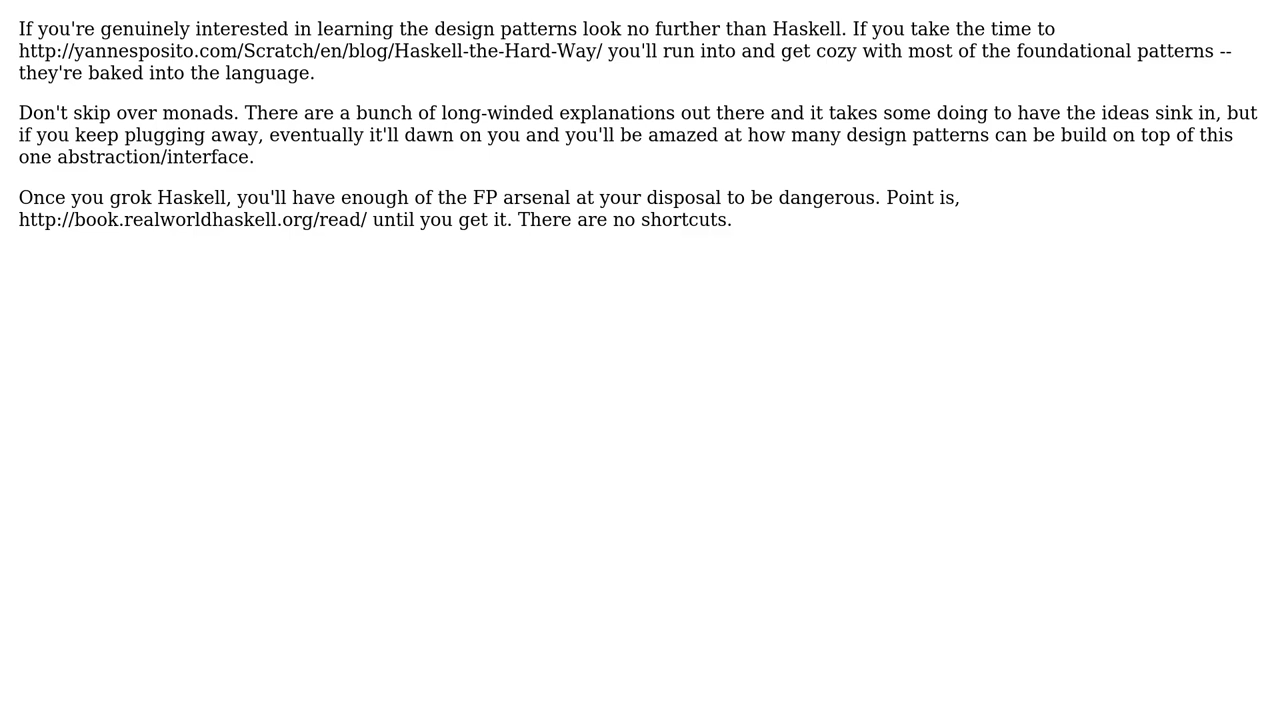 If you're genuinely interested in learning the design patterns look no further than Haskell. If you take the time to
http://yannesposito.com/Scratch/en/blog/Haskell-the-Hard-Way/ you'll run into and get cozy with most of the foundational patterns --
they're baked into the language.
Don't skip over monads. There are a bunch of long-winded explanations out there and it takes some doing to have the ideas sink in, but
if you keep plugging away, eventually it'll dawn on you and you'll be amazed at how many design patterns can be build on top of this
one abstraction/interface.
Once you grok Haskell, you'll have enough of the FP arsenal at your disposal to be dangerous. Point is,
http://book.realworldhaskell.org/read/ until you get it. There are no shortcuts.